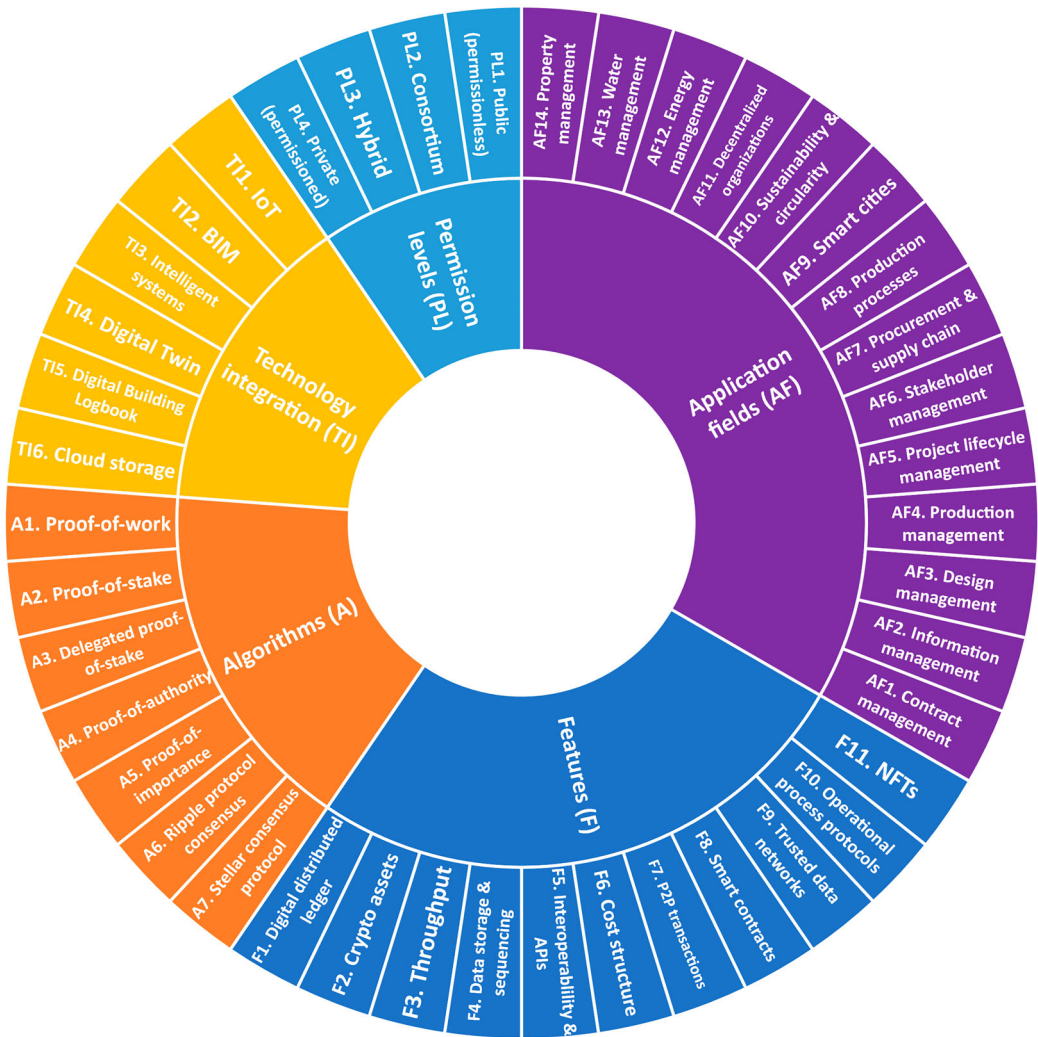 Permission
levels (PL)
PL1. Public
(permissionless)
PL2. Consortium
PL3. Hybrid
PL4. Private
(permissioned)
Technology
integration (TI)
TI1. IoT
TI2. BIM
TI3. Intelligent
systems
TI4. Digital Twin
TI5. Digital Building
Logbook
TI6. Cloud storage
Algorithms (A)
A1. Proof-of-work
A2. Proof-of-stake
A3. Delegated proof-
of-stake
A4. Proof-of-authority
A5. Proof-of-
importance
A6. Ripple protocol
consensus
A7. Stellar consensus
protocol
Features (F)
F1. Digital distributed
ledger
F2. Crypto assets
F3. Throughput
F4. Data storage &
sequencing
F5. Interoperablility &
APIs
F6. Cost structure
F7. P2P transactions
F8. Smart contracts
F9. Trusted data
networks
F10. Operational
process protocols
F11. NFTs
Application
fields (AF)
AF1. Contract
management
AF2. Information
management
AF3. Design
management
AF4. Production
management
AF5. Project lifecycle
management
AF6. Stakeholder
management
AF7. Procurement &
supply chain
AF8. Production
processes
AF9. Smart cities
AF10. Sustainability &
circularity
AF11. Decentralized
organizations
AF12. Energy
management
AF13. Water
management
AF14. Property
management